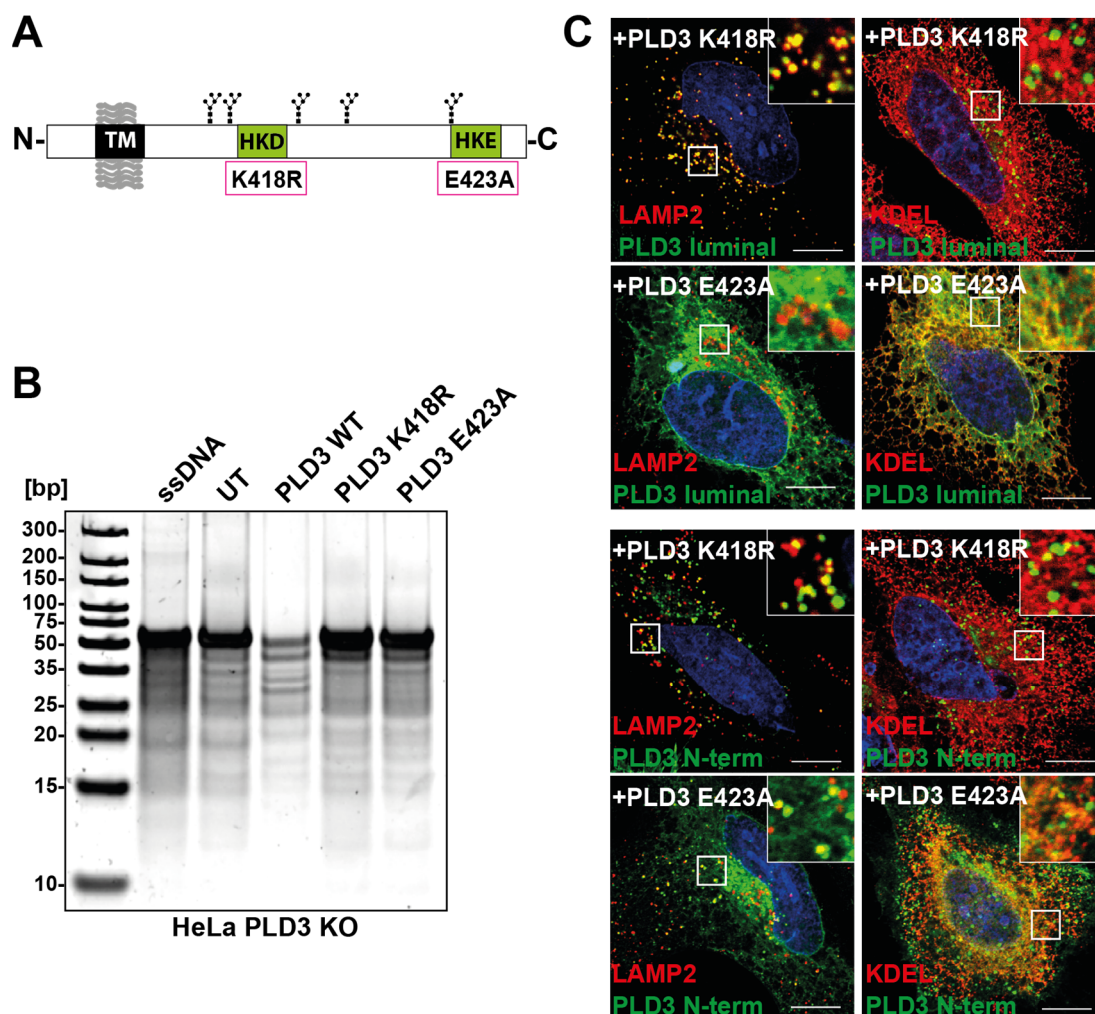 A
N-
TM
HKD
HKE
-C
K418R
E423A
B
ssDNA
UT
PLD3 WT
PLD3 K418R
PLD3 E423A
[bp]
300-
200-
150-
100-
75-
50-
35-
25-
20-
15-
10-
HeLa PLD3 KO
C
+PLD3 K418R
LAMP2
PLD3 luminal
+PLD3 K418R
KDEL
PLD3 luminal
+PLD3 E423A
LAMP2
PLD3 luminal
+PLD3 E423A
KDEL
PLD3 luminal
+PLD3 K418R
LAMP2
PLD3 N-term
+PLD3 K418R
KDEL
PLD3 N-term
+PLD3 E423A
LAMP2
PLD3 N-term
+PLD3 E423A
KDEL
PLD3 N-term